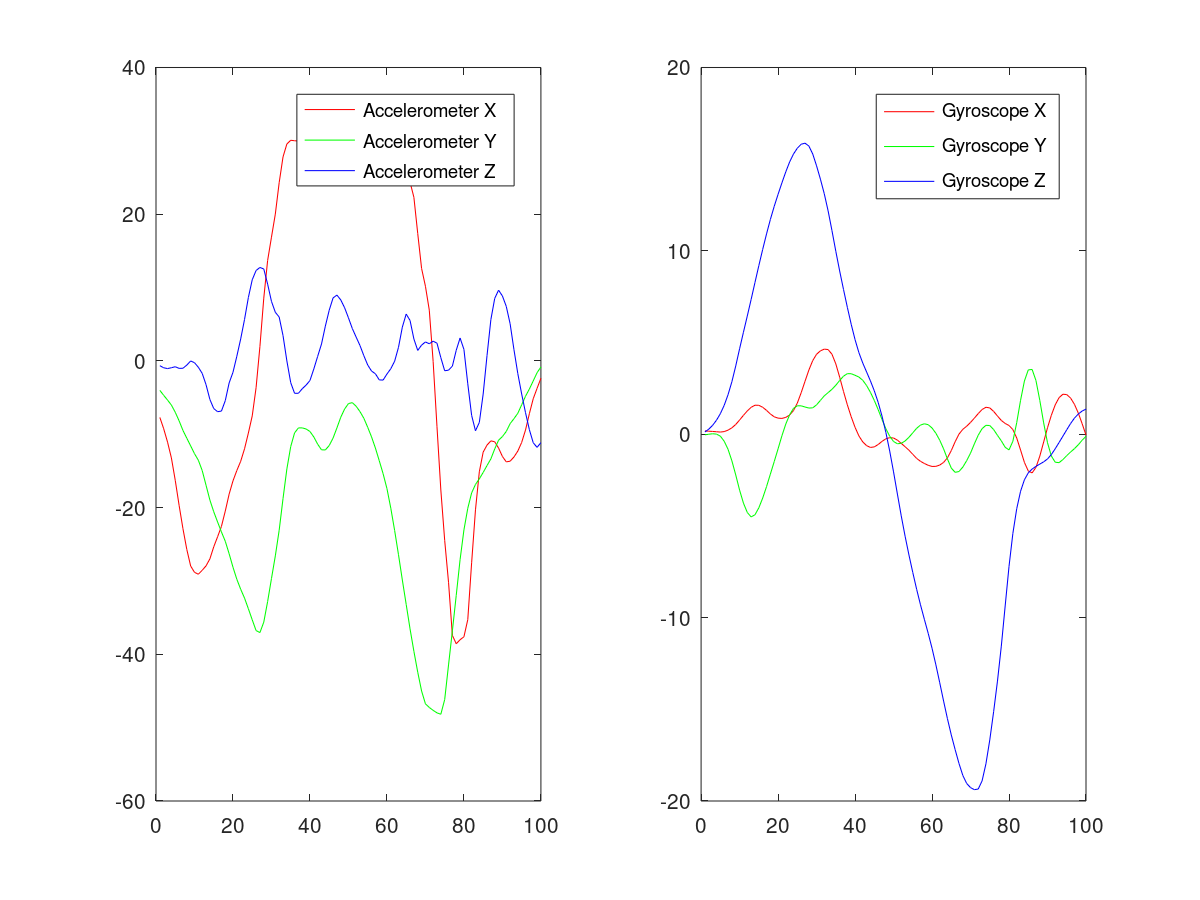 40
20
0
-20
-40
-60
0 20 40 60 80 100
Accelerometer X
Accelerometer Y
Accelerometer Z
20
10
0
-10
-20
0 20 40 60 80 100
Gyroscope X
Gyroscope Y
Gyroscope Z